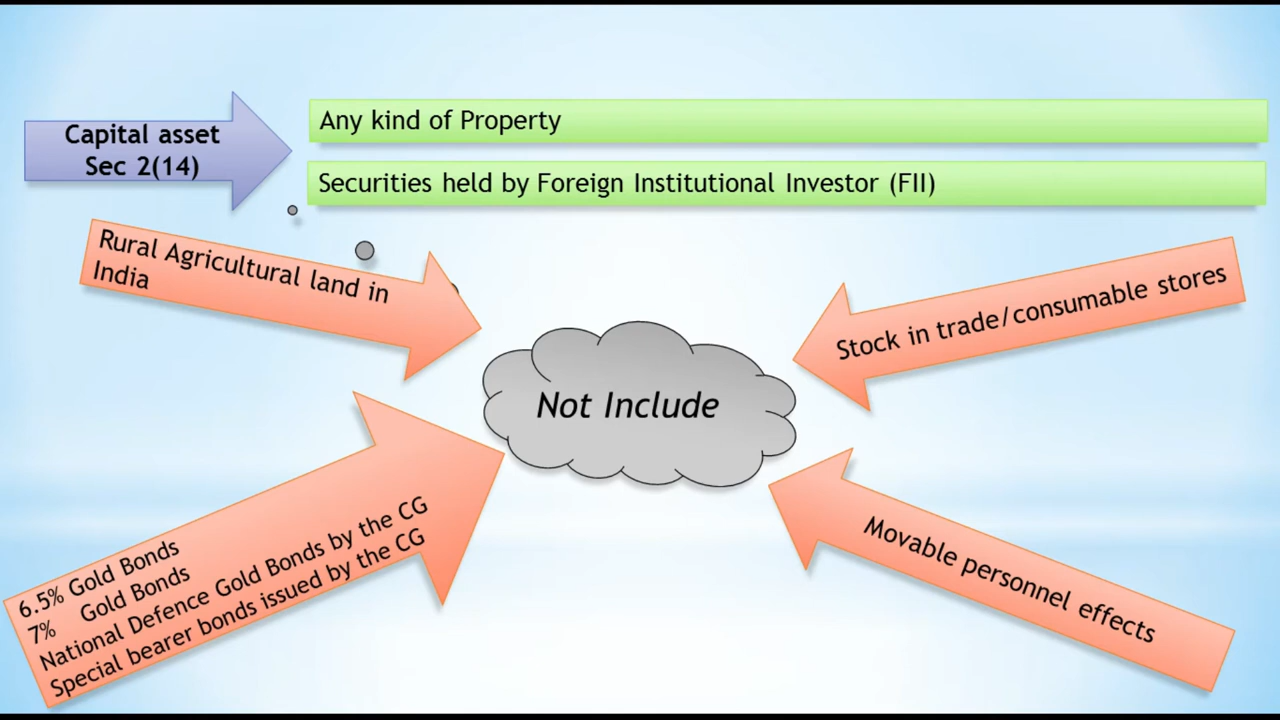 Capital asset
Sec 2(14)
Any kind of Property
Securities held by Foreign Institutional Investor (FII)
Rural Agricultural land in
India
Stock in trade/consumable stores
Not Include
6.5% Gold Bonds
7% Gold Bonds
National Defence Gold Bonds by the CG
Special bearer bonds issued by the CG
Movable personnel effects